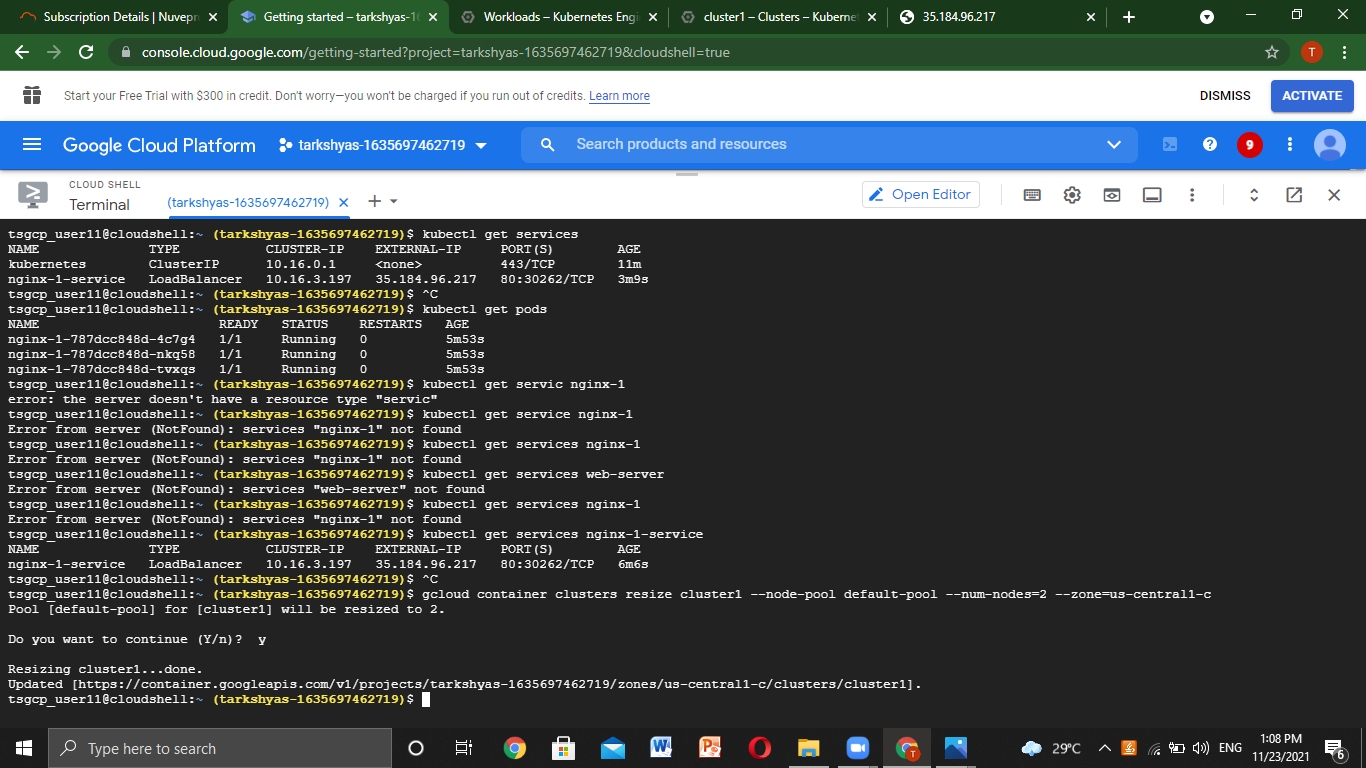 Subscription Details | Nuvepr
Getting started – tarkshyas-16
Workloads – Kubernetes Engi
cluster1 – Clusters – Kubernet
35.184.96.217
console.cloud.google.com/getting-started?project=tarkshyas-1635697462719&cloudshell=true
T
Start your Free Trial with $300 in credit. Don't worry—you won't be charged if you run out of credits. Learn more
DISMISS
ACTIVATE
Google Cloud Platform
tarkshyas-1635697462719
Search products and resources
9
CLOUD SHELL
Terminal
(tarkshyas-1635697462719)
Open Editor
tsgcp_user11@cloudshell:~ (tarkshyas-1635697462719)$ kubectl get services
NAME TYPE CLUSTER-IP EXTERNAL-IP PORT(S) AGE
kubernetes ClusterIP 10.16.0.1 <none> 443/TCP 11m
nginx-1-service LoadBalancer 10.16.3.197 35.184.96.217 80:30262/TCP 3m9s
tsgcp_user11@cloudshell:~ (tarkshyas-1635697462719)$ ^C
tsgcp_user11@cloudshell:~ (tarkshyas-1635697462719)$ kubectl get pods
NAME READY STATUS RESTARTS AGE
nginx-1-787dcc848d-4c7g4 1/1 Running 0 5m53s
nginx-1-787dcc848d-nkq58 1/1 Running 0 5m53s
nginx-1-787dcc848d-tvxqs 1/1 Running 0 5m53s
tsgcp_user11@cloudshell:~ (tarkshyas-1635697462719)$ kubectl get servic nginx-1
error: the server doesn't have a resource type "servic"
tsgcp_user11@cloudshell:~ (tarkshyas-1635697462719)$ kubectl get service nginx-1
Error from server (NotFound): services "nginx-1" not found
tsgcp_user11@cloudshell:~ (tarkshyas-1635697462719)$ kubectl get services nginx-1
Error from server (NotFound): services "nginx-1" not found
tsgcp_user11@cloudshell:~ (tarkshyas-1635697462719)$ kubectl get services web-server
Error from server (NotFound): services "web-server" not found
tsgcp_user11@cloudshell:~ (tarkshyas-1635697462719)$ kubectl get services nginx-1
Error from server (NotFound): services "nginx-1" not found
tsgcp_user11@cloudshell:~ (tarkshyas-1635697462719)$ kubectl get services nginx-1-service
NAME TYPE CLUSTER-IP EXTERNAL-IP PORT(S) AGE
nginx-1-service LoadBalancer 10.16.3.197 35.184.96.217 80:30262/TCP 6m6s
tsgcp_user11@cloudshell:~ (tarkshyas-1635697462719)$ ^C
tsgcp_user11@cloudshell:~ (tarkshyas-1635697462719)$ gcloud container clusters resize cluster1 --node-pool default-pool --num-nodes=2 --zone=us-central1-c
Pool [default-pool] for [cluster1] will be resized to 2.
Do you want to continue (Y/n)? y
Resizing cluster1...done.
Updated [https://container.googleapis.com/v1/projects/tarkshyas-1635697462719/zones/us-central1-c/clusters/cluster1].
tsgcp_user11@cloudshell:~ (tarkshyas-1635697462719)$
Type here to search
29°C
ENG
1:08 PM
11/23/2021
6